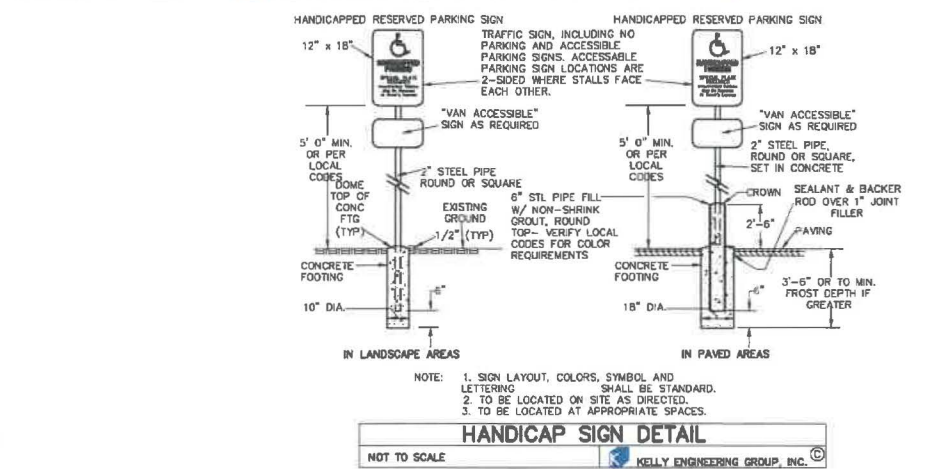 HANDICAPPED RESERVED PARKING SIGN
HANDICAPPED RESERVED PARKING SIGN
12" x 18"
TRAFFIC SIGN, INCLUDING NO
PARKING AND ACCESSIBLE
PARKING SIGNS. ACCESSABLE
PARKING SIGN LOCATIONS ARE
2-SIDED WHERE STALLS FACE
EACH OTHER.
12" x 18"
"VAN ACCESSIBLE"
SIGN AS REQUIRED
5' 0" MIN.
OR PER
LOCAL
CODES
2" STEEL PIPE
ROUND OR SQUARE
DOME
TOP OF
CONC
FTG
(TYP)
EXISTING
GROUND
1/2" (TYP)
CONCRETE
FOOTING
10" DIA.
6"
IN LANDSCAPE AREAS
"VAN ACCESSIBLE"
SIGN AS REQUIRED
5' 0" MIN.
OR PER
LOCAL
CODES
2" STEEL PIPE,
ROUND OR SQUARE,
SET IN CONCRETE
6" STL PIPE FILL
W/ NON-SHRINK
GROUT, ROUND
TOP- VERIFY LOCAL
CODES FOR COLOR
REQUIREMENTS
CROWN
SEALANT & BACKER
ROD OVER 1" JOINT
FILLER
2'-6"
PAVING
CONCRETE
FOOTING
3'-6" OR TO MIN.
FROST DEPTH IF
GREATER
18" DIA.
6"
IN PAVED AREAS
NOTE: 1. SIGN LAYOUT, COLORS, SYMBOL AND
LETTERING SHALL BE STANDARD.
2. TO BE LOCATED ON SITE AS DIRECTED.
3. TO BE LOCATED AT APPROPRIATE SPACES.
HANDICAP SIGN DETAIL
NOT TO SCALE
KELLY ENGINEERING GROUP, INC. ©